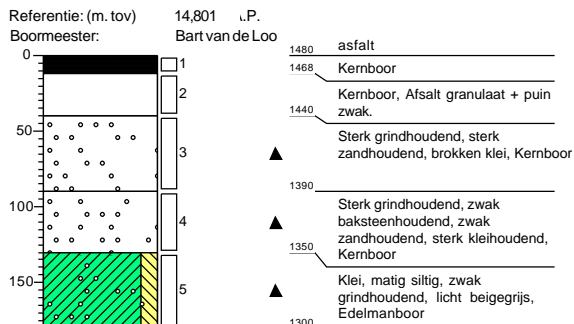 Referentie: (m. tov) 14,801 .P.
Boormeester: Bart van de Loo
0
1480 asfalt
1
1468 Kernboor
2
Kernboor, Afsalt granulaat + puin
zwak.
1440
50
Sterk grindhoudend, sterk
zandhoudend, brokken klei, Kernboor
3
1390
100
Sterk grindhoudend, zwak
baksteenhoudend, zwak
zandhoudend, sterk kleihoudend,
Kernboor
4
1350
150
Klei, matig siltig, zwak
grindhoudend, licht beigegrijs,
Edelmanboor
5
1300